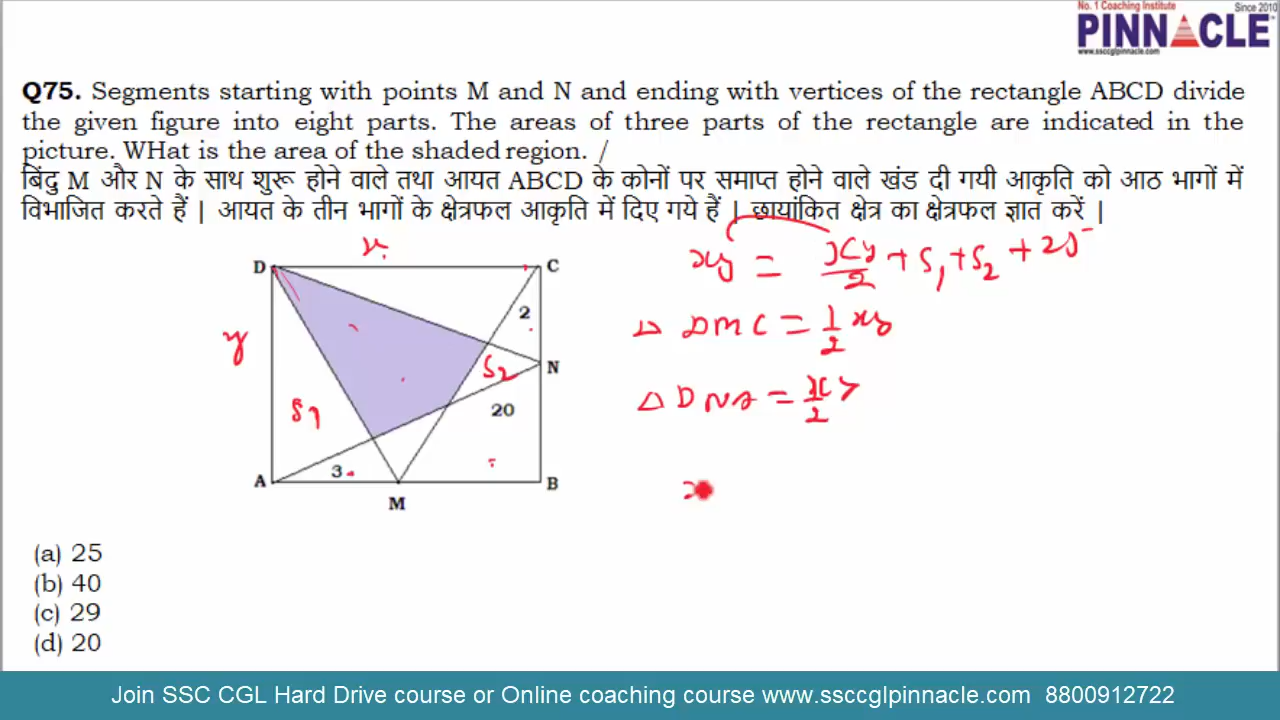 No. 1 Coaching Institute
Since 2010
PINNACLE
www.ssccglpinnacle.com
Q75. Segments starting with points M and N and ending with vertices of the rectangle ABCD divide
the given figure into eight parts. The areas of three parts of the rectangle are indicated in the
picture. WHat is the area of the shaded region. /
बिंदु M और N के साथ शुरू होने वाले तथा आयत ABCD के कोनों पर समाप्त होने वाले खंड दी गयी आकृति को आठ भागों में
विभाजित करते हैं | आयत के तीन भागों के क्षेत्रफल आकृति में दिए गये हैं | छायांकित क्षेत्र का क्षेत्रफल ज्ञात करें |
x
D
C
xy = xy/2 + S1 + S2 + 25
2
△ DMC = 1/2 xy
y
S2
N
△ DNA = xy/2
S1
20
A
3
B
M
(a) 25
(b) 40
(c) 29
(d) 20
Join SSC CGL Hard Drive course or Online coaching course www.ssccglpinnacle.com 8800912722